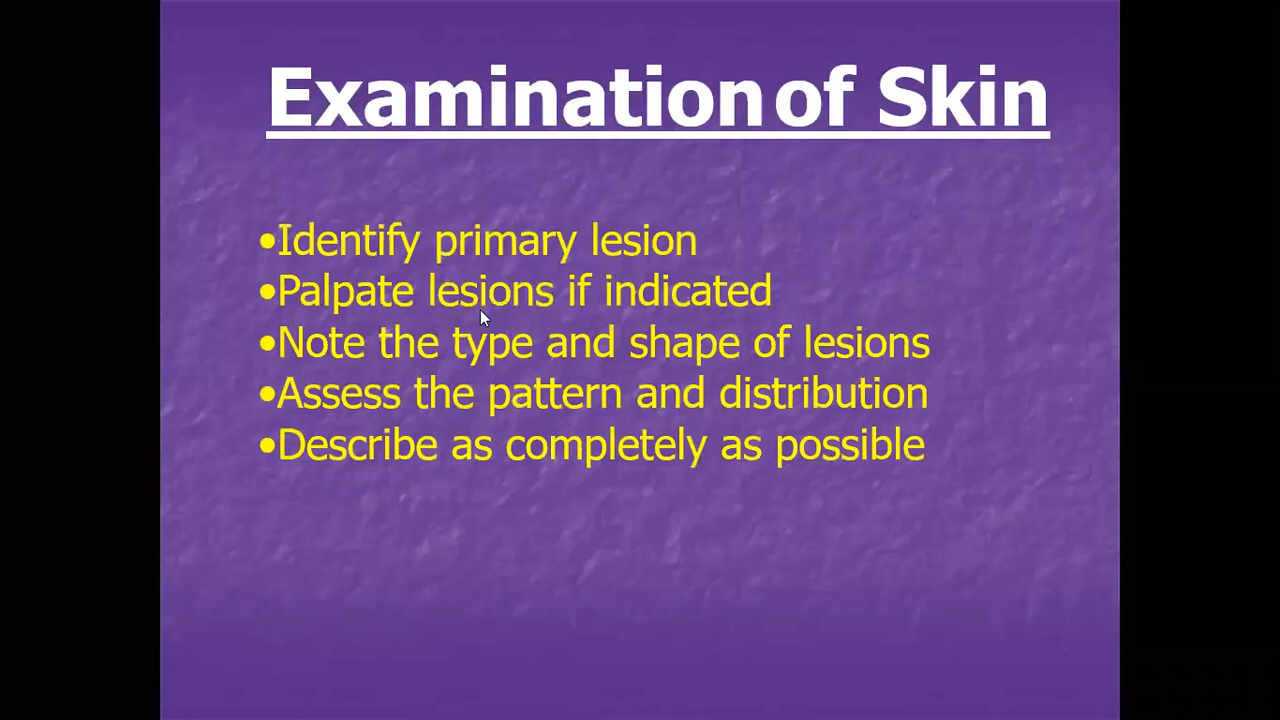 Examination of Skin
•Identify primary lesion
•Palpate lesions if indicated
•Note the type and shape of lesions
•Assess the pattern and distribution
•Describe as completely as possible